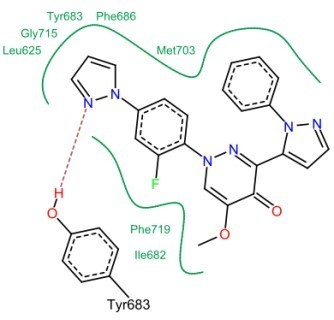 Tyr683 Phe686
Gly715
Leu625
Met703
N N
N
N N N
F
O
O
H
O
Phe719
Ile682
Tyr683